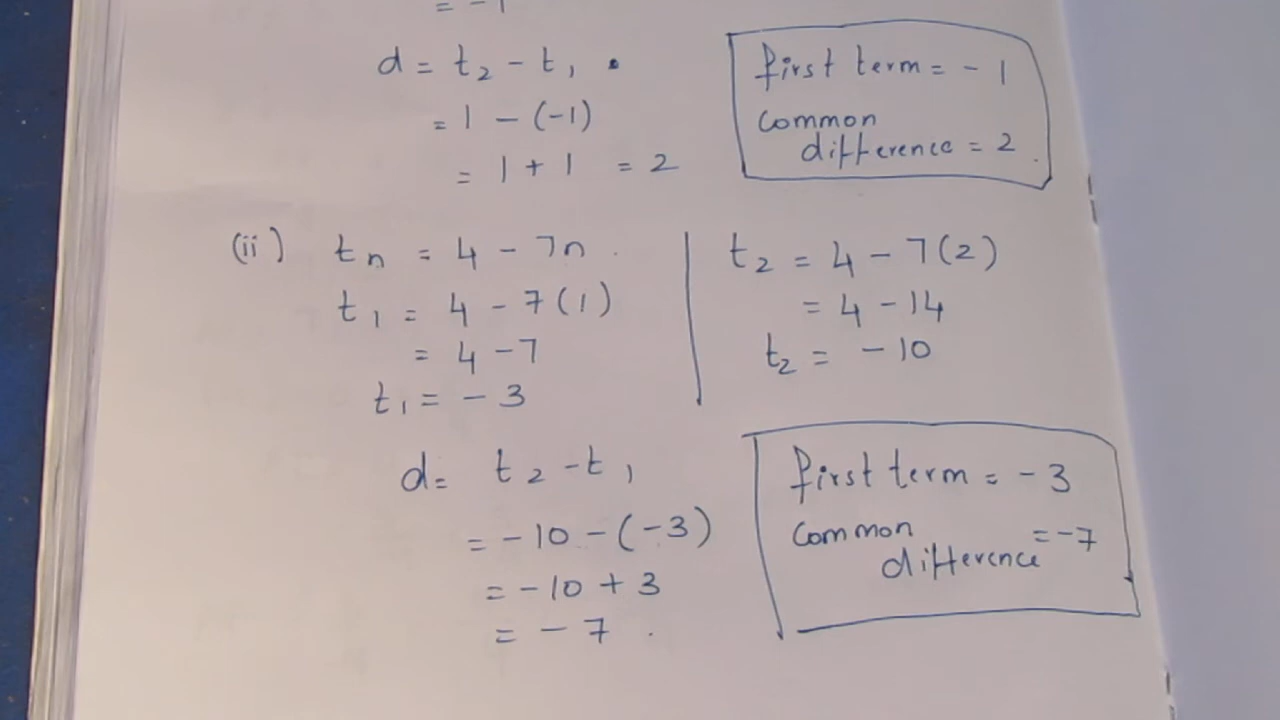 = -1
d = t₂ - t₁
= 1 - (-1)
= 1 + 1 = 2
first term = - 1
common
difference = 2
(ii) tₙ = 4 - 7n
t₁ = 4 - 7(1)
= 4 - 7
t₁ = - 3
t₂ = 4 - 7(2)
= 4 - 14
t₂ = - 10
d = t₂ - t₁
= - 10 - (-3)
= - 10 + 3
= - 7
first term = - 3
common
difference = -7